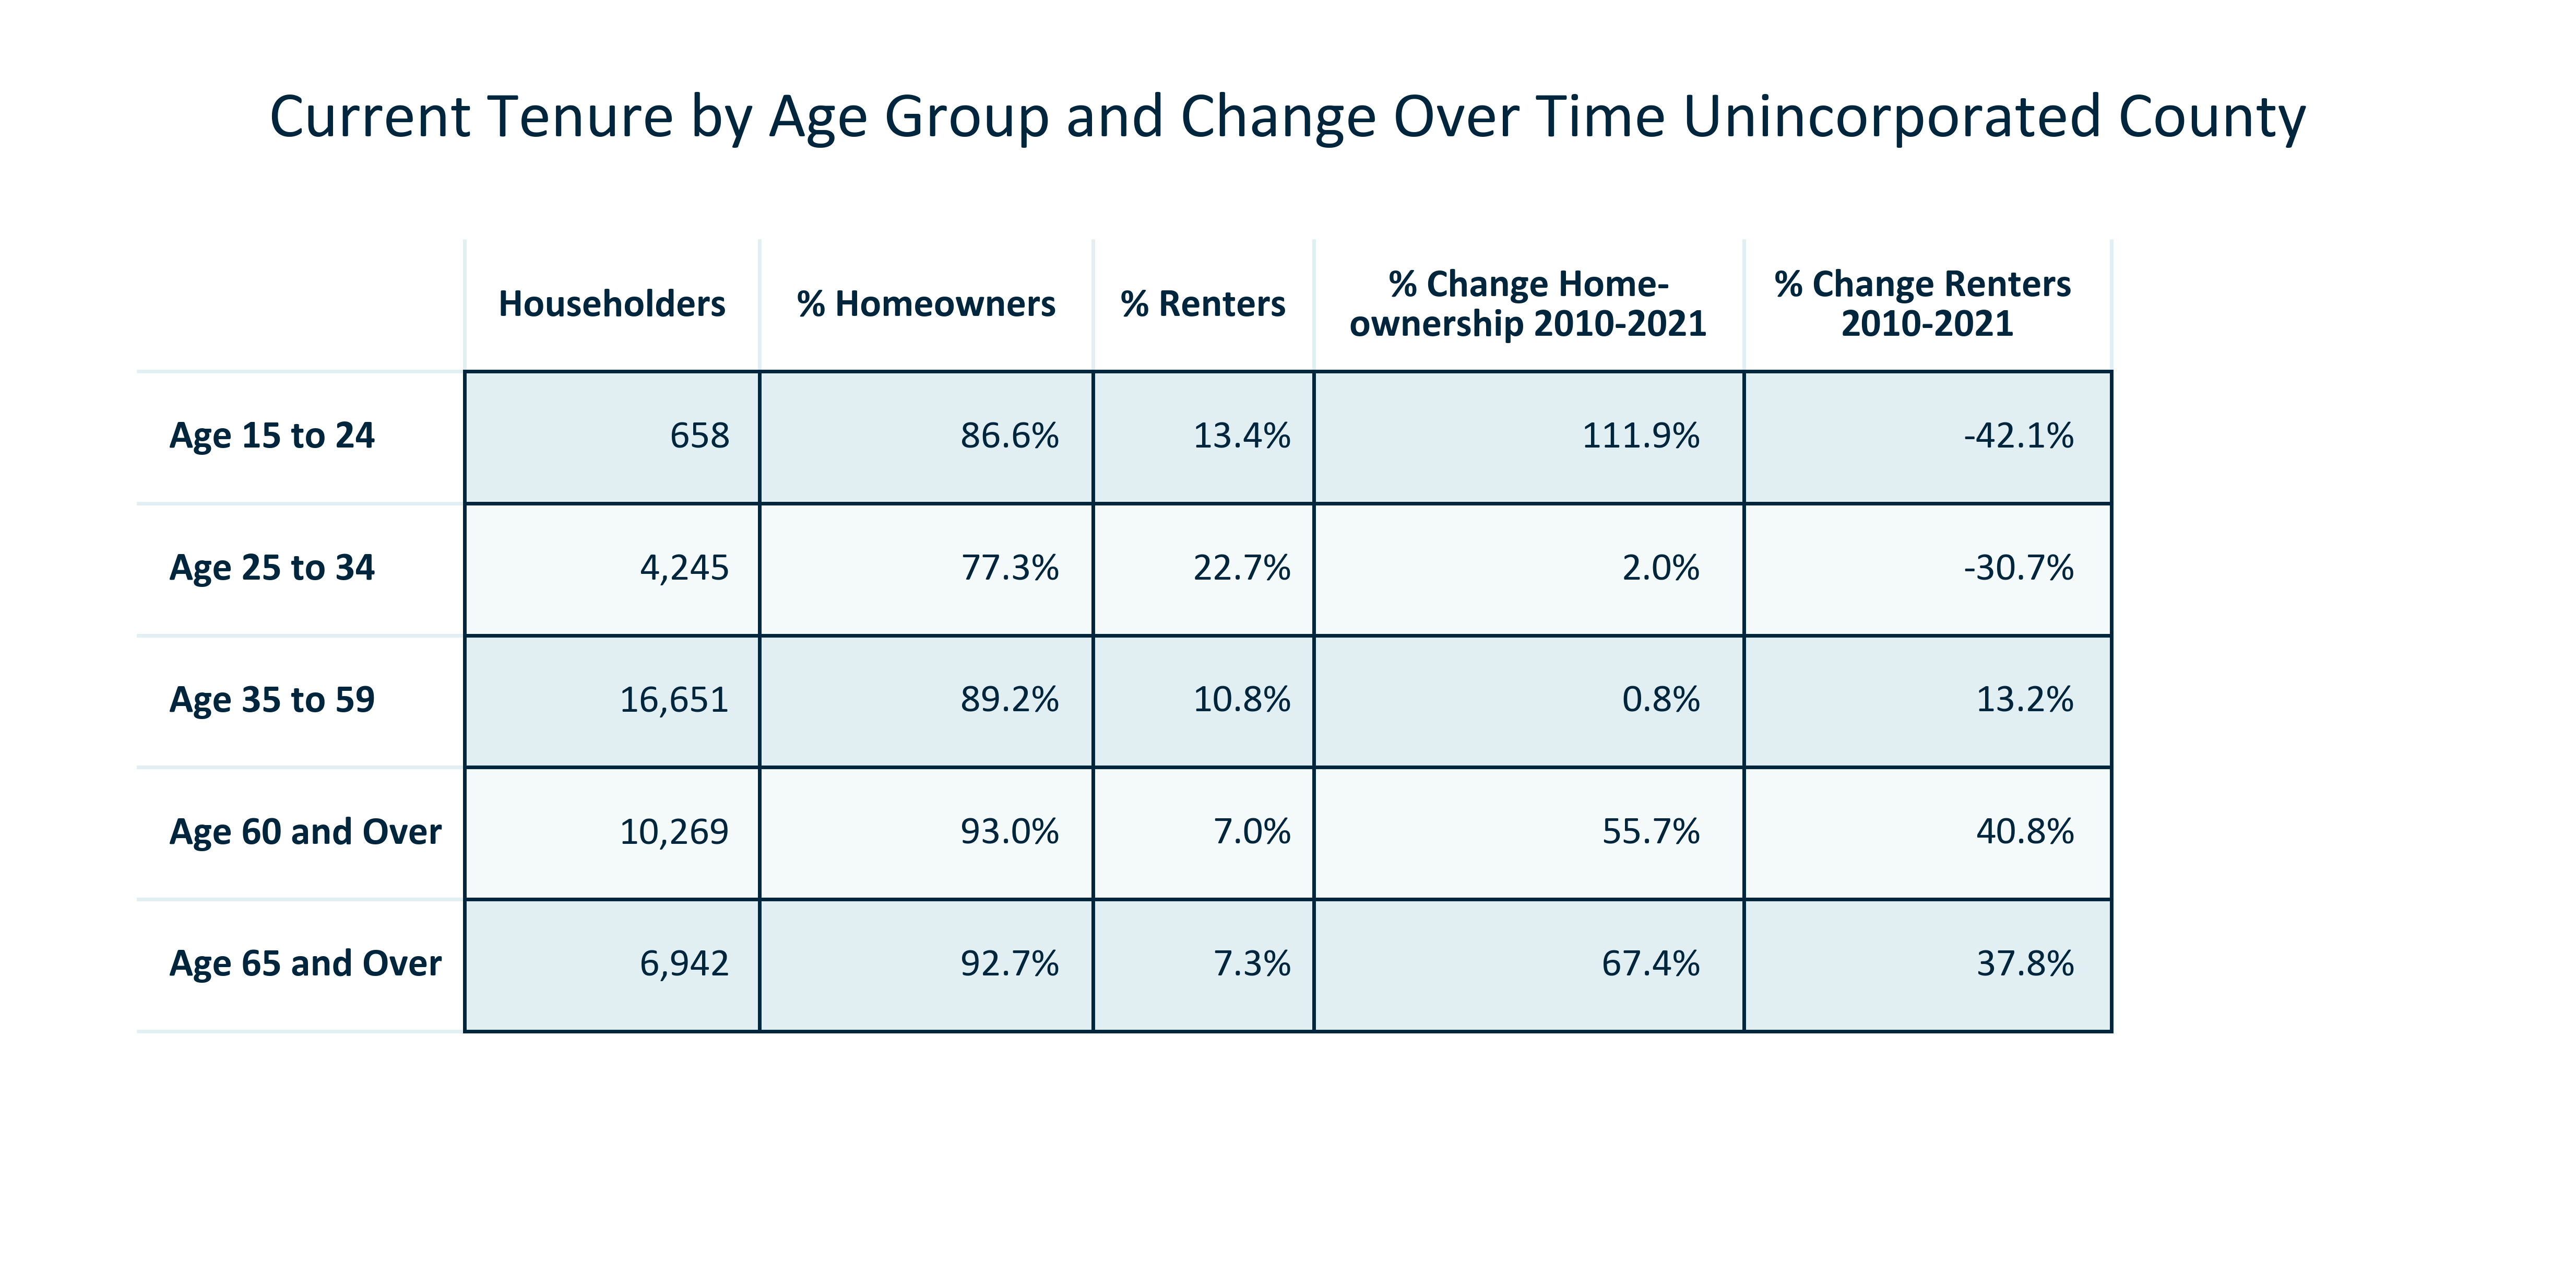 Current Tenure by Age Group and Change Over Time Unincorporated County
Householders % Homeowners % Renters % Change Home-
ownership 2010-2021 % Change Renters
2010-2021
Age 15 to 24 658 86.6% 13.4% 111.9% -42.1%
Age 25 to 34 4,245 77.3% 22.7% 2.0% -30.7%
Age 35 to 59 16,651 89.2% 10.8% 0.8% 13.2%
Age 60 and Over 10,269 93.0% 7.0% 55.7% 40.8%
Age 65 and Over 6,942 92.7% 7.3% 67.4% 37.8%